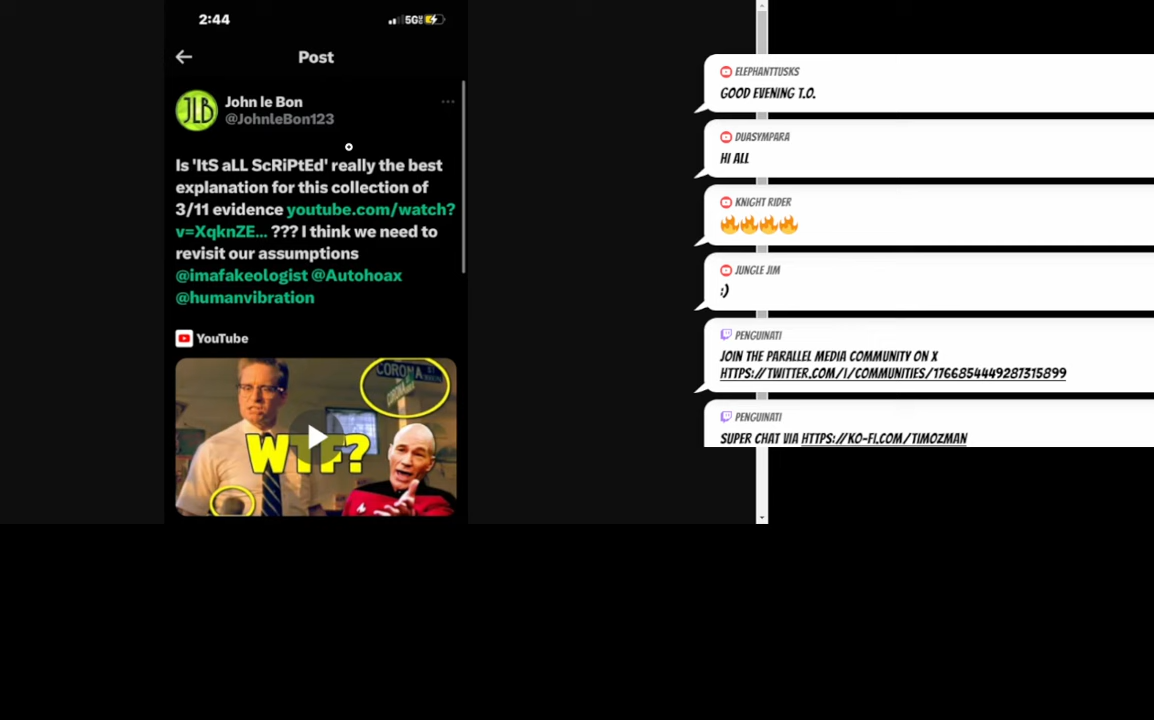 2:44
5G
Post
JLB
John le Bon
@JohnleBon123
Is 'ItS aLL ScRiPtEd' really the best
explanation for this collection of
3/11 evidence youtube.com/watch?
v=XqknZE... ??? I think we need to
revisit our assumptions
@imafakeologist @Autohoax
@humanvibration
YouTube
CORONA
WTF?
ELEPHANTTUSKS
GOOD EVENING T.O.
DUASYMPARA
HI ALL
KNIGHT RIDER
🔥🔥🔥🔥
JUNGLE JIM
:)
PENGUINATI
JOIN THE PARALLEL MEDIA COMMUNITY ON X
HTTPS://TWITTER.COM/I/COMMUNITIES/1766854449287315899
PENGUINATI
SUPER CHAT VIA HTTPS://KO-FI.COM/TIMOZMAN